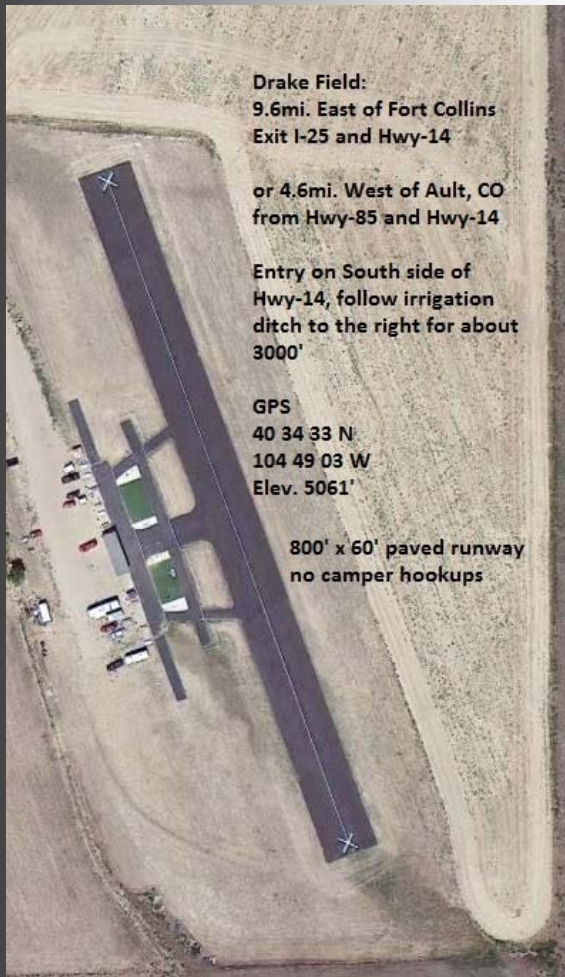 Drake Field:
9.6mi. East of Fort Collins
Exit I-25 and Hwy-14
or 4.6mi. West of Ault, CO
from Hwy-85 and Hwy-14
Entry on South side of
Hwy-14, follow irrigation
ditch to the right for about
3000'
GPS
40 34 33 N
104 49 03 W
Elev. 5061'
800' x 60' paved runway
no camper hookups